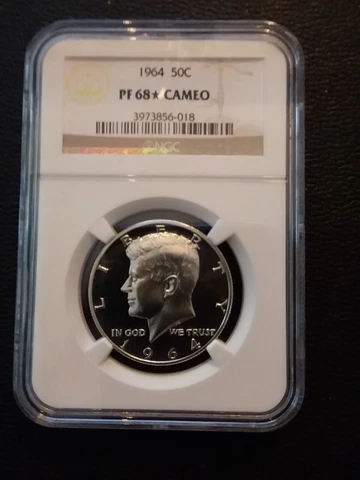 1964 50C
PF 68★ CAMEO
3973856-018
NGC
LIBERTY
IN GOD WE TRUST
1964